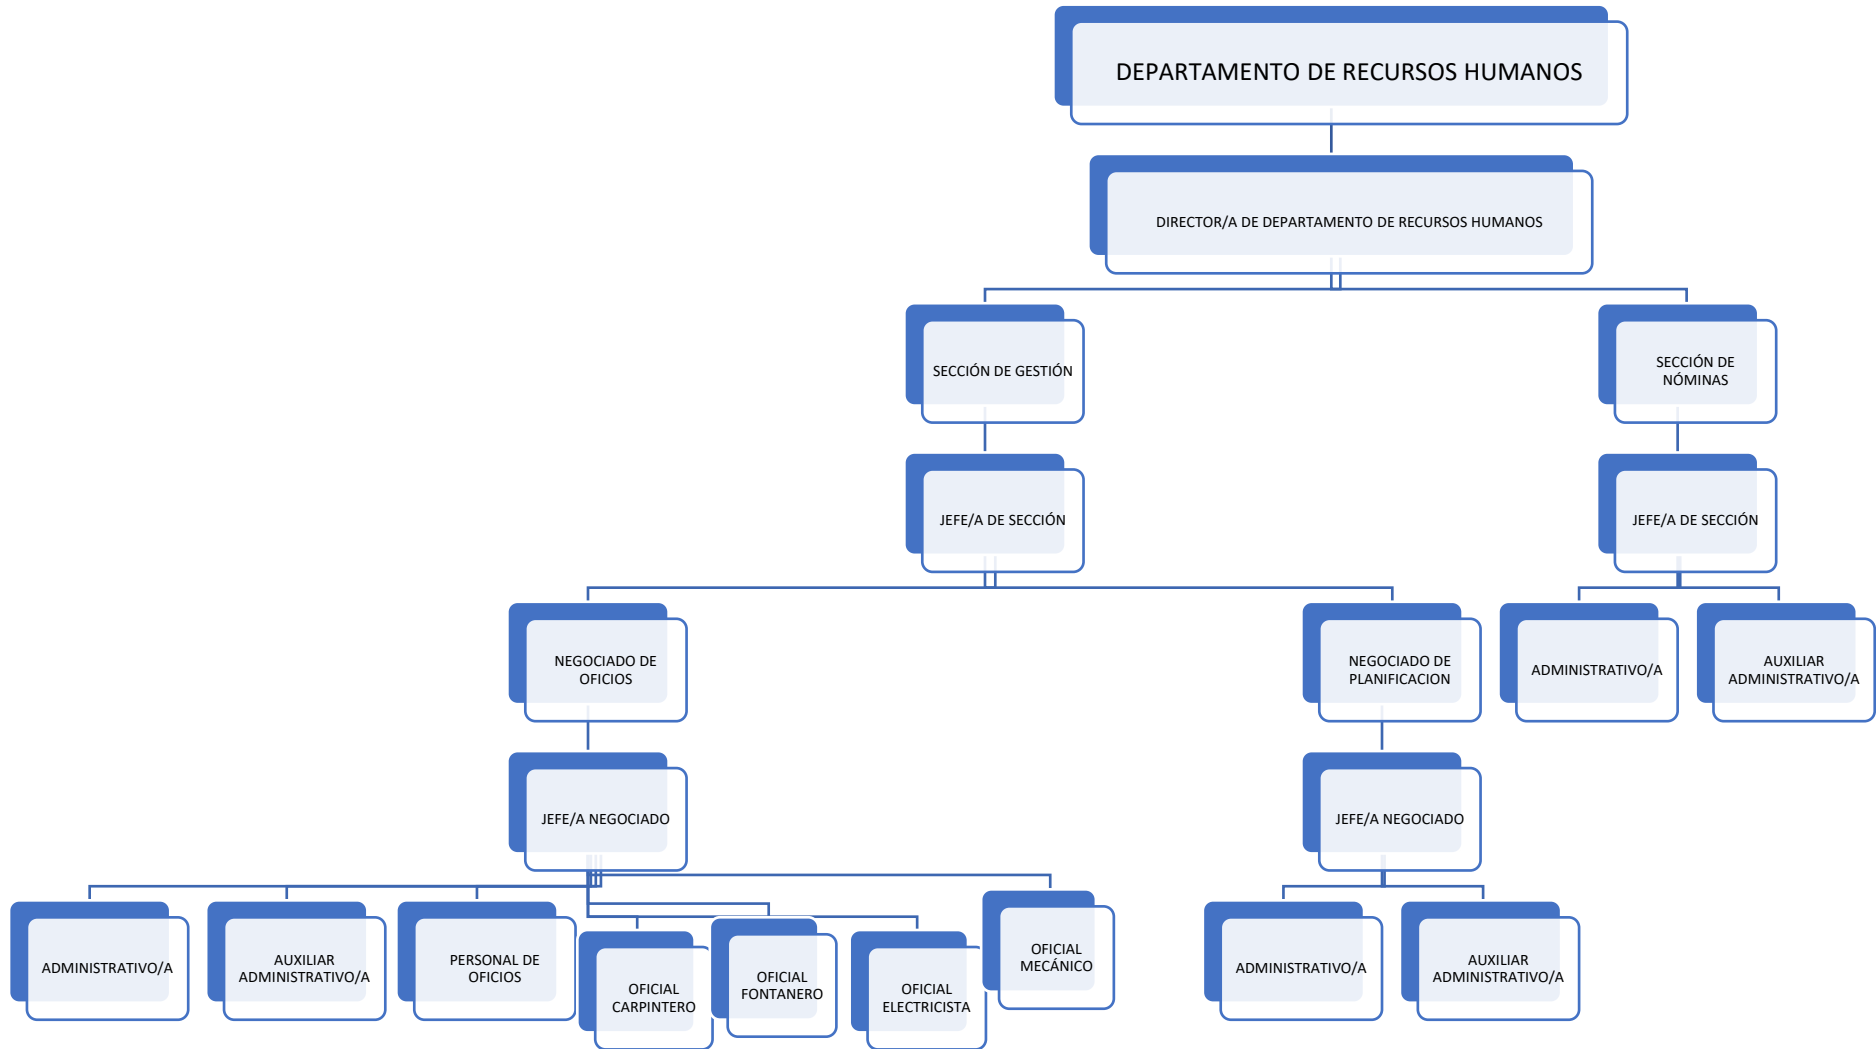 DEPARTAMENTO DE RECURSOS HUMANOS
DIRECTOR/A DE DEPARTAMENTO DE RECURSOS HUMANOS
SECCIÓN DE GESTIÓN
SECCIÓN DE
NÓMINAS
JEFE/A DE SECCIÓN
JEFE/A DE SECCIÓN
NEGOCIADO DE
OFICIOS
NEGOCIADO DE
PLANIFICACION
ADMINISTRATIVO/A
AUXILIAR
ADMINISTRATIVO/A
JEFE/A NEGOCIADO
JEFE/A NEGOCIADO
ADMINISTRATIVO/A
AUXILIAR
ADMINISTRATIVO/A
PERSONAL DE
OFICIOS
OFICIAL
CARPINTERO
OFICIAL
FONTANERO
OFICIAL
ELECTRICISTA
OFICIAL
MECÁNICO
ADMINISTRATIVO/A
AUXILIAR
ADMINISTRATIVO/A